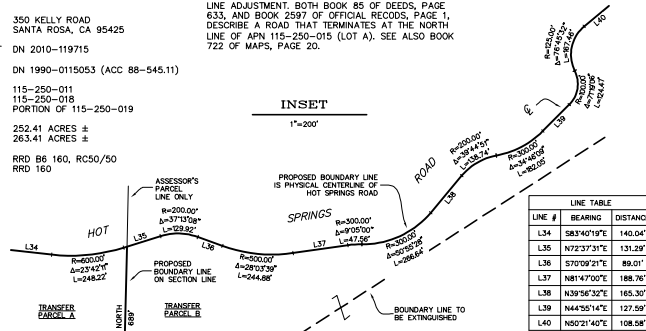 350 KELLY ROAD
SANTA ROSA, CA 95425
DN 2010-119715
DN 1990-0115053 (ACC 88-545.11)
115-250-011
115-250-018
PORTION OF 115-250-019
252.41 ACRES ±
263.41 ACRES ±
RRD B6 160, RC50/50
RRD 160
LINE ADJUSTMENT. BOTH BOOK 85 OF DEEDS, PAGE
633, AND BOOK 2597 OF OFFICIAL RECODS, PAGE 1,
DESCRIBE A ROAD THAT TERMINATES AT THE NORTH
LINE OF APN 115-250-015 (LOT A). SEE ALSO BOOK
722 OF MAPS, PAGE 20.
INSET
1"=200'
ASSESSOR'S
PARCEL
LINE ONLY
PROPOSED BOUNDARY LINE
IS PHYSICAL CENTERLINE OF
HOT SPRINGS ROAD
HOT
SPRINGS
ROAD
L34
R=600.00'
Δ=23°42'11"
L=248.22'
L35
R=200.00'
Δ=37°13'08"
L=129.92'
L36
R=500.00'
Δ=28°03'39"
L=244.88'
L37
R=300.00'
Δ=9°05'00"
L=47.56'
R=300.00'
Δ=50°55'28"
L=266.64'
L38
R=200.00'
Δ=39°44'51"
L=138.74'
R=300.00'
Δ=34°46'09"
L=182.05'
L39
R=100.00'
Δ=71°19'06"
L=124.47'
R=125.00'
Δ=76°45'32"
L=167.46'
L40
PROPOSED
BOUNDARY LINE
ON SECTION LINE
NORTH
689'
TRANSFER
PARCEL A
TRANSFER
PARCEL B
BOUNDARY LINE TO
BE EXTINGUISHED
LINE TABLE
LINE # BEARING DISTANC
L34 S83°40'19"E 140.04'
L35 N72°37'31"E 131.29'
L36 S70°09'21"E 89.01'
L37 N81°47'00"E 188.76'
L38 N39°56'32"E 165.30'
L39 N44°55'14"E 127.59'
L40 N50°21'40"E 108.58'